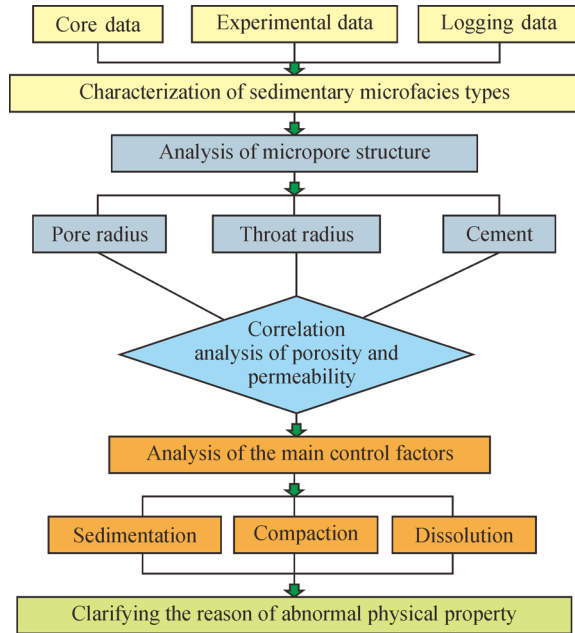 Core data
Experimental data
Logging data
Characterization of sedimentary microfacies types
Analysis of micropore structure
Pore radius
Throat radius
Cement
Correlation
analysis of porosity and
permeability
Analysis of the main control factors
Sedimentation
Compaction
Dissolution
Clarifying the reason of abnormal physical property